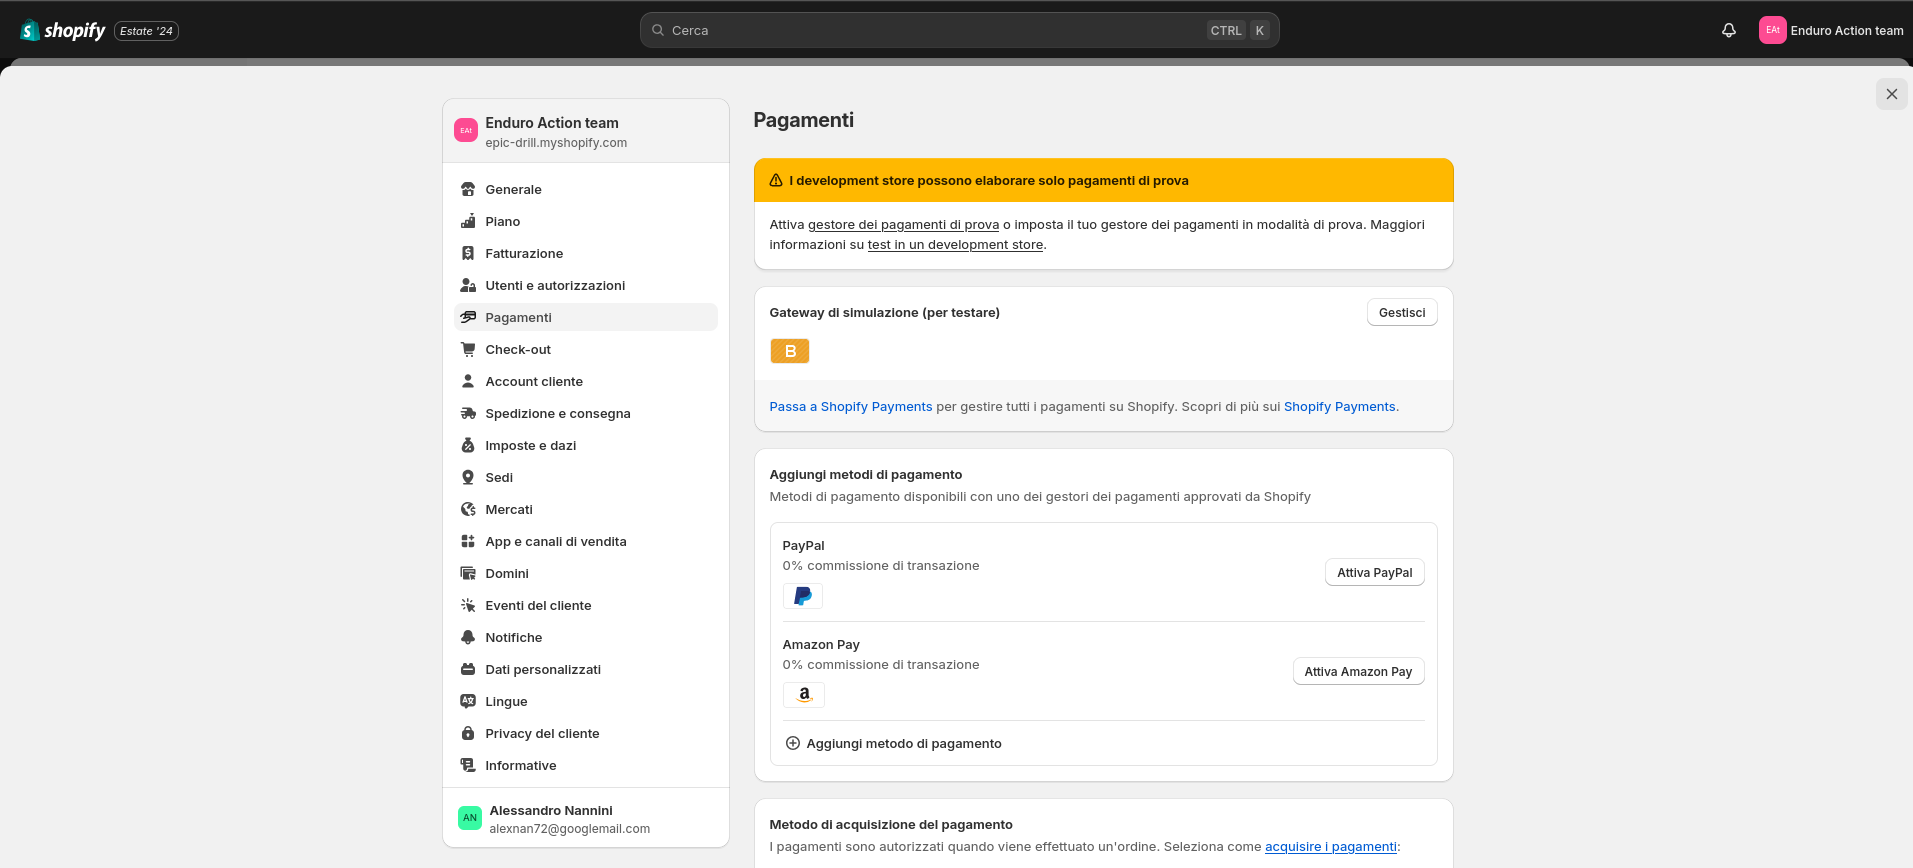 shopify
Estate '24
Cerca
CTRL K
EAt
Enduro Action team
EAt
Enduro Action team
epic-drill.myshopify.com
Generale
Piano
Fatturazione
Utenti e autorizzazioni
Pagamenti
Check-out
Account cliente
Spedizione e consegna
Imposte e dazi
Sedi
Mercati
App e canali di vendita
Domini
Eventi del cliente
Notifiche
Dati personalizzati
Lingue
Privacy del cliente
Informative
AN
Alessandro Nannini
alexnan72@googlemail.com
Pagamenti
I development store possono elaborare solo pagamenti di prova
Attiva gestore dei pagamenti di prova o imposta il tuo gestore dei pagamenti in modalità di prova. Maggiori
informazioni su test in un development store.
Gateway di simulazione (per testare)
Gestisci
B
Passa a Shopify Payments per gestire tutti i pagamenti su Shopify. Scopri di più sui Shopify Payments.
Aggiungi metodi di pagamento
Metodi di pagamento disponibili con uno dei gestori dei pagamenti approvati da Shopify
PayPal
0% commissione di transazione
Attiva PayPal
Amazon Pay
0% commissione di transazione
Attiva Amazon Pay
Aggiungi metodo di pagamento
Metodo di acquisizione del pagamento
I pagamenti sono autorizzati quando viene effettuato un'ordine. Seleziona come acquisire i pagamenti: